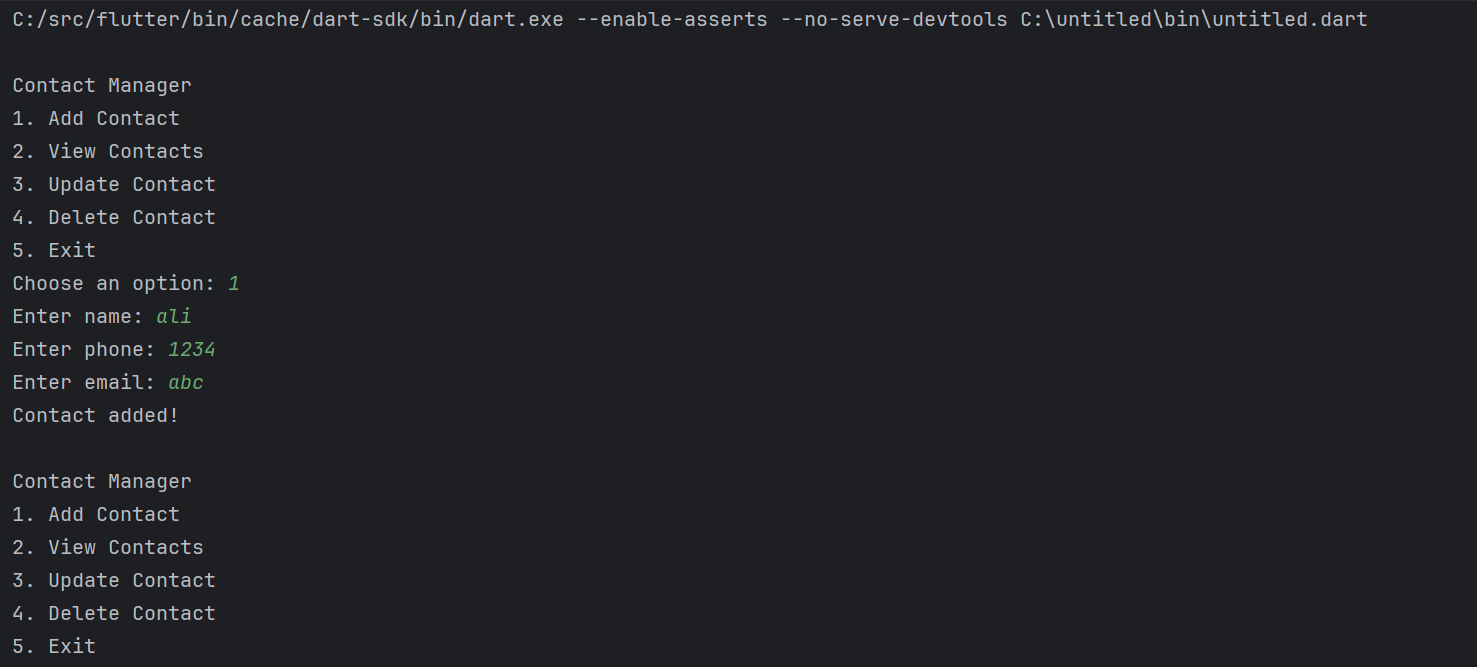 C:/src/flutter/bin/cache/dart-sdk/bin/dart.exe --enable-asserts --no-serve-devtools C:\untitled\bin\untitled.dart
Contact Manager
1. Add Contact
2. View Contacts
3. Update Contact
4. Delete Contact
5. Exit
Choose an option: 1
Enter name: ali
Enter phone: 1234
Enter email: abc
Contact added!
Contact Manager
1. Add Contact
2. View Contacts
3. Update Contact
4. Delete Contact
5. Exit